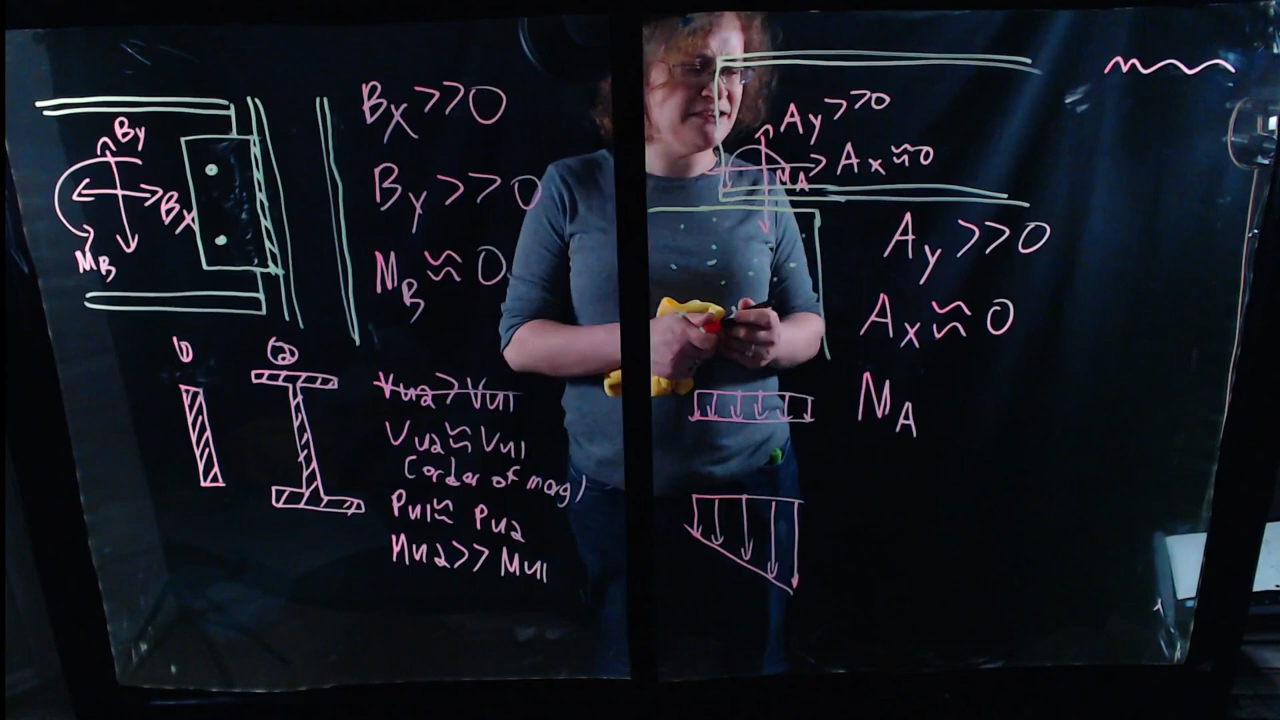 By
Bx
MB
Bx >> 0
By >> 0
MB ≈ 0
① ②
Vu2 > Vu1
Vu2 ≈ Vu1
(order of mag)
Pu1 ≈ Pu2
Mu2 >> Mu1
Ay >> 0
Ax ≈ 0
MA
Ay >> 0
Ax ≈ 0
MA